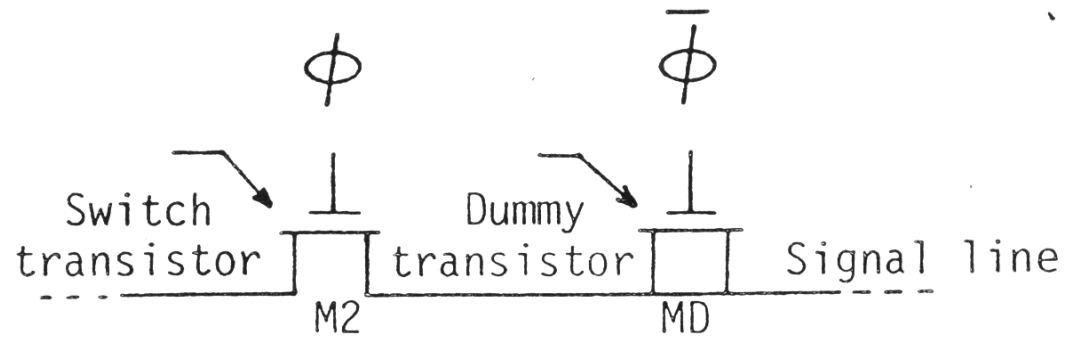 ϕ ϕ̅
Switch transistor
Dummy transistor
Signal line
M2 MD